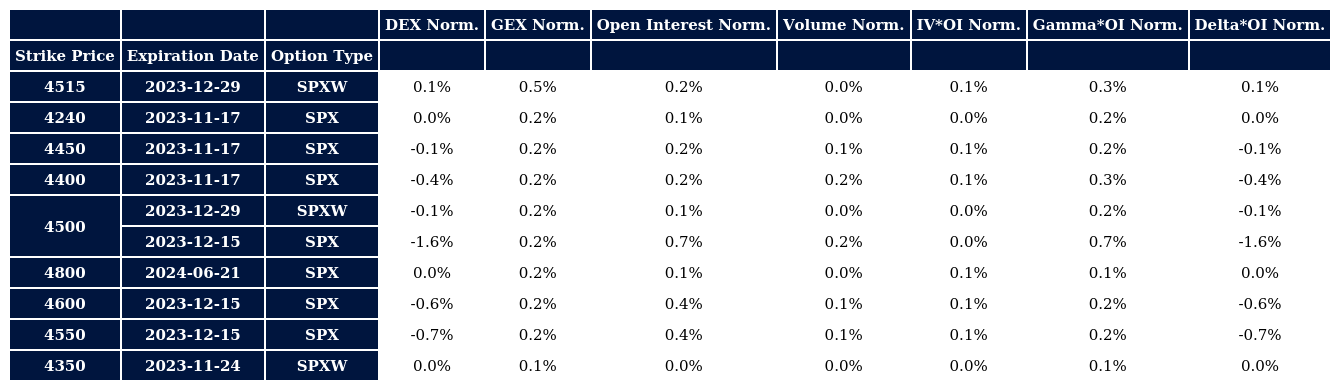 DEX Norm. GEX Norm. Open Interest Norm. Volume Norm. IV*OI Norm. Gamma*OI Norm. Delta*OI Norm.
Strike Price Expiration Date Option Type
4515 2023-12-29 SPXW 0.1% 0.5% 0.2% 0.0% 0.1% 0.3% 0.1%
4240 2023-11-17 SPX 0.0% 0.2% 0.1% 0.0% 0.0% 0.2% 0.0%
4450 2023-11-17 SPX -0.1% 0.2% 0.2% 0.1% 0.1% 0.2% -0.1%
4400 2023-11-17 SPX -0.4% 0.2% 0.2% 0.2% 0.1% 0.3% -0.4%
4500 2023-12-29 SPXW -0.1% 0.2% 0.1% 0.0% 0.0% 0.2% -0.1%
2023-12-15 SPX -1.6% 0.2% 0.7% 0.2% 0.0% 0.7% -1.6%
4800 2024-06-21 SPX 0.0% 0.2% 0.1% 0.0% 0.1% 0.1% 0.0%
4600 2023-12-15 SPX -0.6% 0.2% 0.4% 0.1% 0.1% 0.2% -0.6%
4550 2023-12-15 SPX -0.7% 0.2% 0.4% 0.1% 0.1% 0.2% -0.7%
4350 2023-11-24 SPXW 0.0% 0.1% 0.0% 0.0% 0.0% 0.1% 0.0%